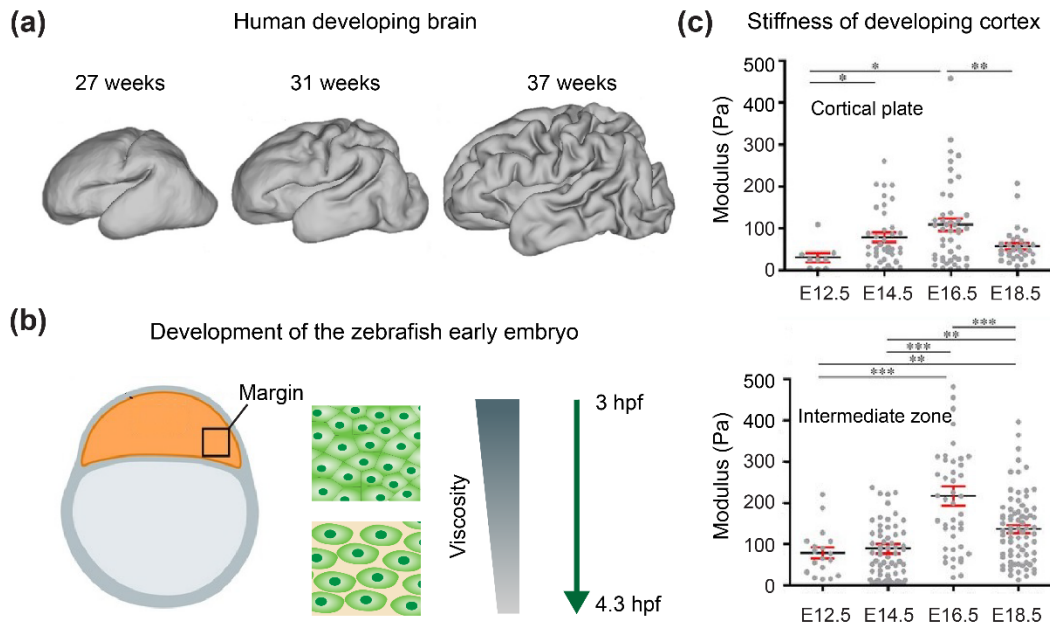 (a)
Human developing brain
27 weeks
31 weeks
37 weeks
(b)
Development of the zebrafish early embryo
Margin
Viscosity
3 hpf
4.3 hpf
(c)
Stiffness of developing cortex
Modulus (Pa)
500
400
300
200
100
0
*
*
**
Cortical plate
E12.5 E14.5 E16.5 E18.5
Modulus (Pa)
500
400
300
200
100
0
***
**
***
**
***
Intermediate zone
E12.5 E14.5 E16.5 E18.5